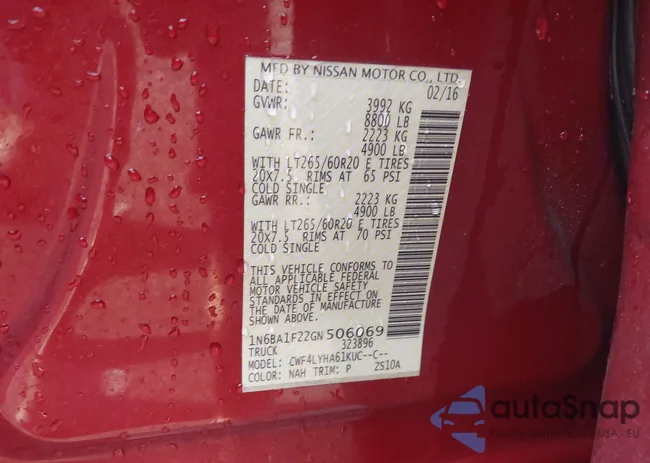 MFD BY NISSAN MOTOR CO., LTD.
DATE: 02/16
GVWR: 3992 KG
8800 LB
GAWR FR.: 2223 KG
4900 LB
WITH LT265/60R20 E TIRES
20X7.5 RIMS AT 65 PSI
COLD SINGLE
GAWR RR.: 2223 KG
4900 LB
WITH LT265/60R20 E TIRES
20X7.5 RIMS AT 70 PSI
COLD SINGLE
THIS VEHICLE CONFORMS TO
ALL APPLICABLE FEDERAL
MOTOR VEHICLE SAFETY
STANDARDS IN EFFECT ON
THE DATE OF MANUFACTURE
SHOWN ABOVE.
1N6BA1F22GN506069
TRUCK 323896
MODEL: CWF4LYHA61KUC--C--
COLOR: NAH TRIM: P ZS10A
autoSnap
USA - EU